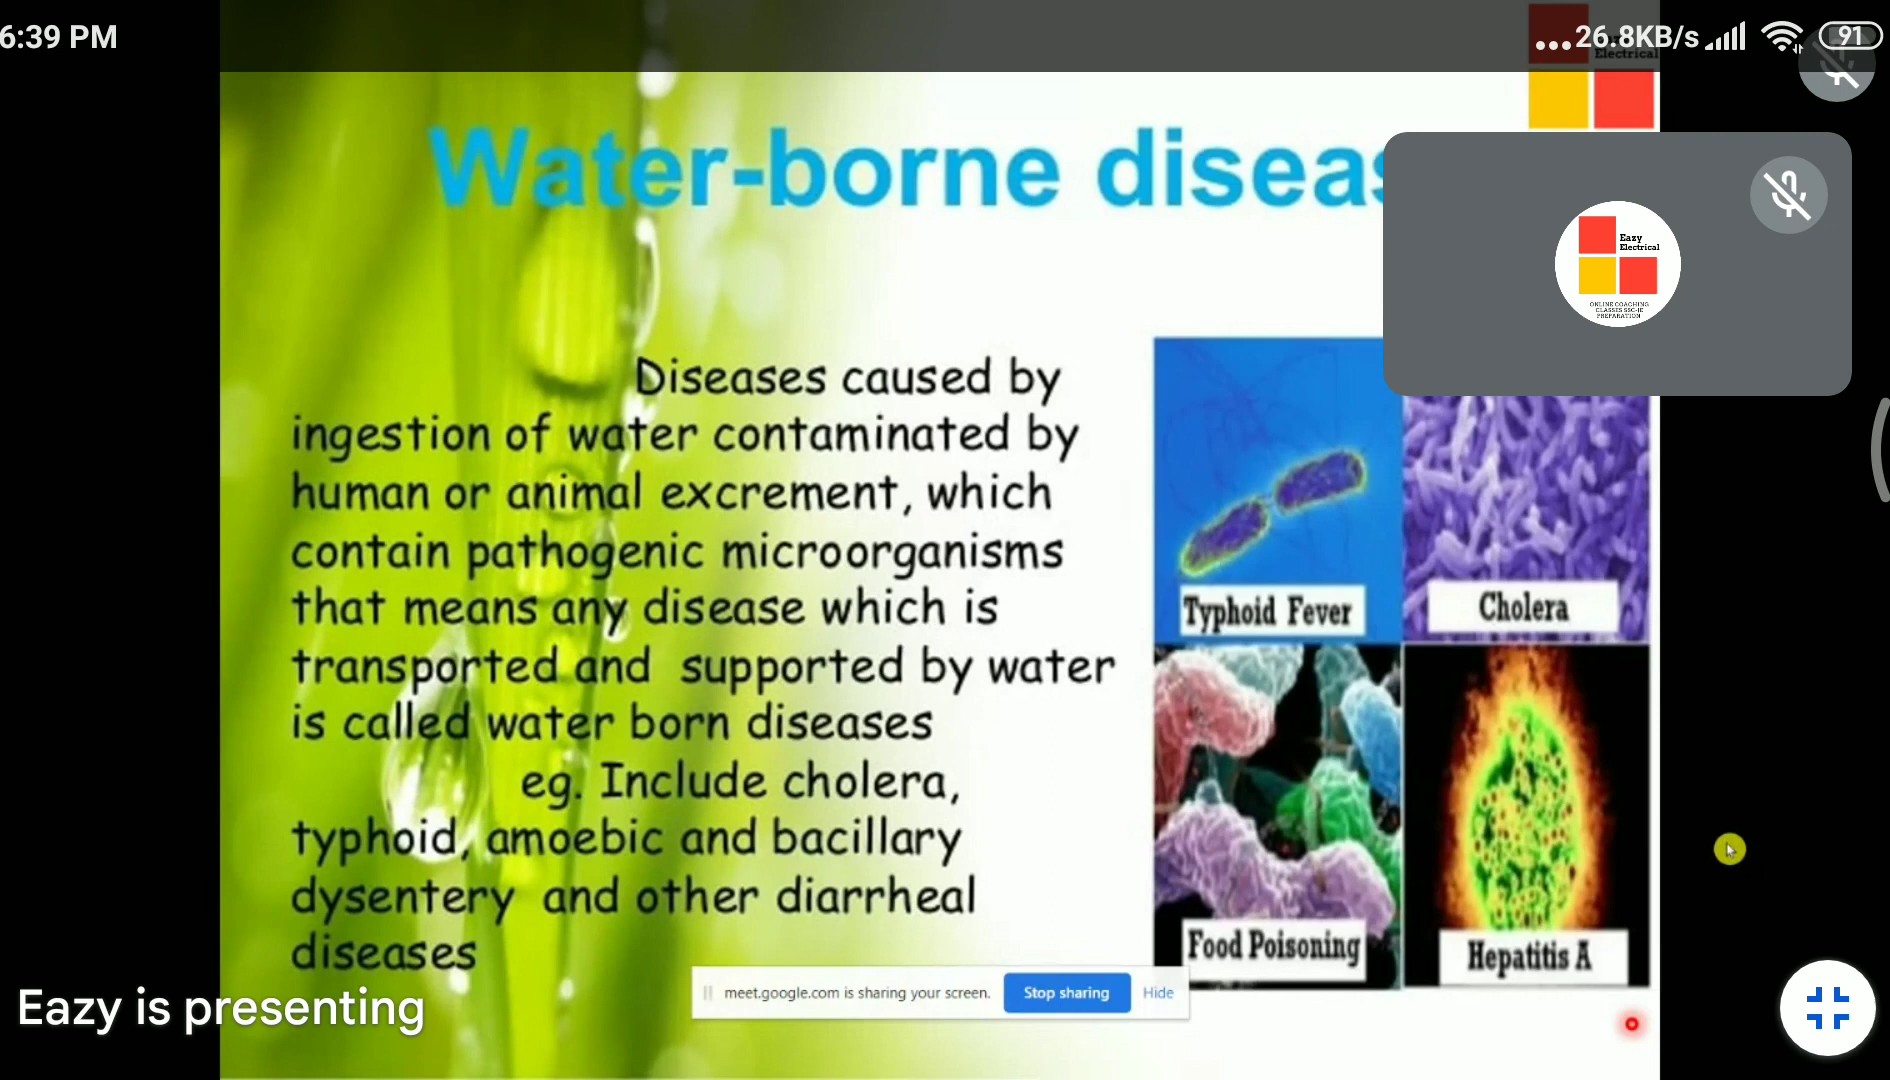 6:39 PM
...26.8KB/s
91
Electrical
Water-borne
Eazy
Electrical
ONLINE COACHING
CLASSES SSC-JE
PREPARATION
Diseases caused by
ingestion of water contaminated by
human or animal excrement, which
contain pathogenic microorganisms
that means any disease which is
transported and supported by water
is called water born diseases
eg. Include cholera,
typhoid, amoebic and bacillary
dysentery and other diarrheal
diseases
Typhoid Fever
Cholera
Food Poisoning
Hepatitis A
meet.google.com is sharing your screen.
Stop sharing
Hide
Eazy is presenting